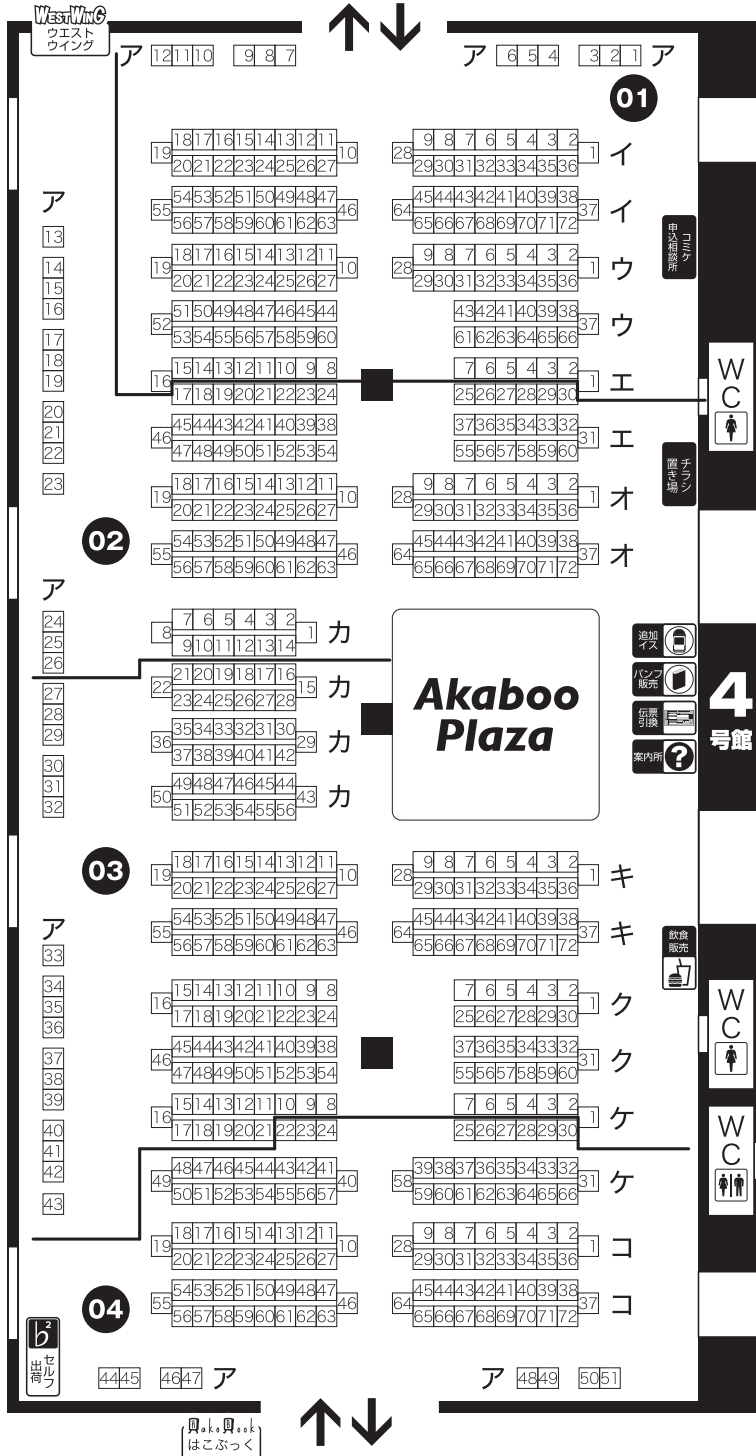 WESTWING
ウエスト
ウイング
ア 12 11 10 9 8 7
ア 6 5 4 3 2 1 ア
01
18 17 16 15 14 13 12 11 9 8 7 6 5 4 3 2
19 10 28 1 イ
20 21 22 23 24 25 26 27 29 30 31 32 33 34 35 36
54 53 52 51 50 49 48 47 45 44 43 42 41 40 39 38
55 46 64 37 イ
56 57 58 59 60 61 62 63 65 66 67 68 69 70 71 72
18 17 16 15 14 13 12 11 9 8 7 6 5 4 3 2
19 10 28 1 ウ
20 21 22 23 24 25 26 27 29 30 31 32 33 34 35 36
51 50 49 48 47 46 45 44 43 42 41 40 39 38
52 37 ウ
53 54 55 56 57 58 59 60 61 62 63 64 65 66
15 14 13 12 11 10 9 8 7 6 5 4 3 2
16 1 エ
17 18 19 20 21 22 23 24 25 26 27 28 29 30
45 44 43 42 41 40 39 38 37 36 35 34 33 32
46 31 エ
47 48 49 50 51 52 53 54 55 56 57 58 59 60
18 17 16 15 14 13 12 11 9 8 7 6 5 4 3 2
19 10 28 1 オ
20 21 22 23 24 25 26 27 29 30 31 32 33 34 35 36
54 53 52 51 50 49 48 47 45 44 43 42 41 40 39 38
55 46 64 37 オ
56 57 58 59 60 61 62 63 65 66 67 68 69 70 71 72
ア
13
14
15
16
17
18
19
20
21
22
23
02
コミケ
申込相談所
WC
チラシ
置き場
7 6 5 4 3 2
8 1 カ
9 10 11 12 13 14
21 20 19 18 17 16
22 15 カ
23 24 25 26 27 28
35 34 33 32 31 30
36 29 カ
37 38 39 40 41 42
49 48 47 46 45 44
50 43 カ
51 52 53 54 55 56
Akaboo
Plaza
ア
24
25
26
27
28
29
30
31
32
追加
イス
パンフ
販売
伝票
引換
案内所 ?
4
号館
03
18 17 16 15 14 13 12 11 9 8 7 6 5 4 3 2
19 10 28 1 キ
20 21 22 23 24 25 26 27 29 30 31 32 33 34 35 36
54 53 52 51 50 49 48 47 45 44 43 42 41 40 39 38
55 46 64 37 キ
56 57 58 59 60 61 62 63 65 66 67 68 69 70 71 72
15 14 13 12 11 10 9 8 7 6 5 4 3 2
16 1 ク
17 18 19 20 21 22 23 24 25 26 27 28 29 30
45 44 43 42 41 40 39 38 37 36 35 34 33 32
46 31 ク
47 48 49 50 51 52 53 54 55 56 57 58 59 60
15 14 13 12 11 10 9 8 7 6 5 4 3 2
16 1 ケ
17 18 19 20 21 22 23 24 25 26 27 28 29 30
48 47 46 45 44 43 42 41 39 38 37 36 35 34 33 32
49 40 58 31 ケ
50 51 52 53 54 55 56 57 59 60 61 62 63 64 65 66
18 17 16 15 14 13 12 11 9 8 7 6 5 4 3 2
19 10 28 1 コ
20 21 22 23 24 25 26 27 29 30 31 32 33 34 35 36
54 53 52 51 50 49 48 47 45 44 43 42 41 40 39 38
55 46 64 37 コ
56 57 58 59 60 61 62 63 65 66 67 68 69 70 71 72
ア
33
34
35
36
37
38
39
40
41
42
43
飲食
販売
WC
WC
04
b2
セルフ
出荷
44 45 46 47 ア
ア 48 49 50 51
HakoBook
はこぶっく